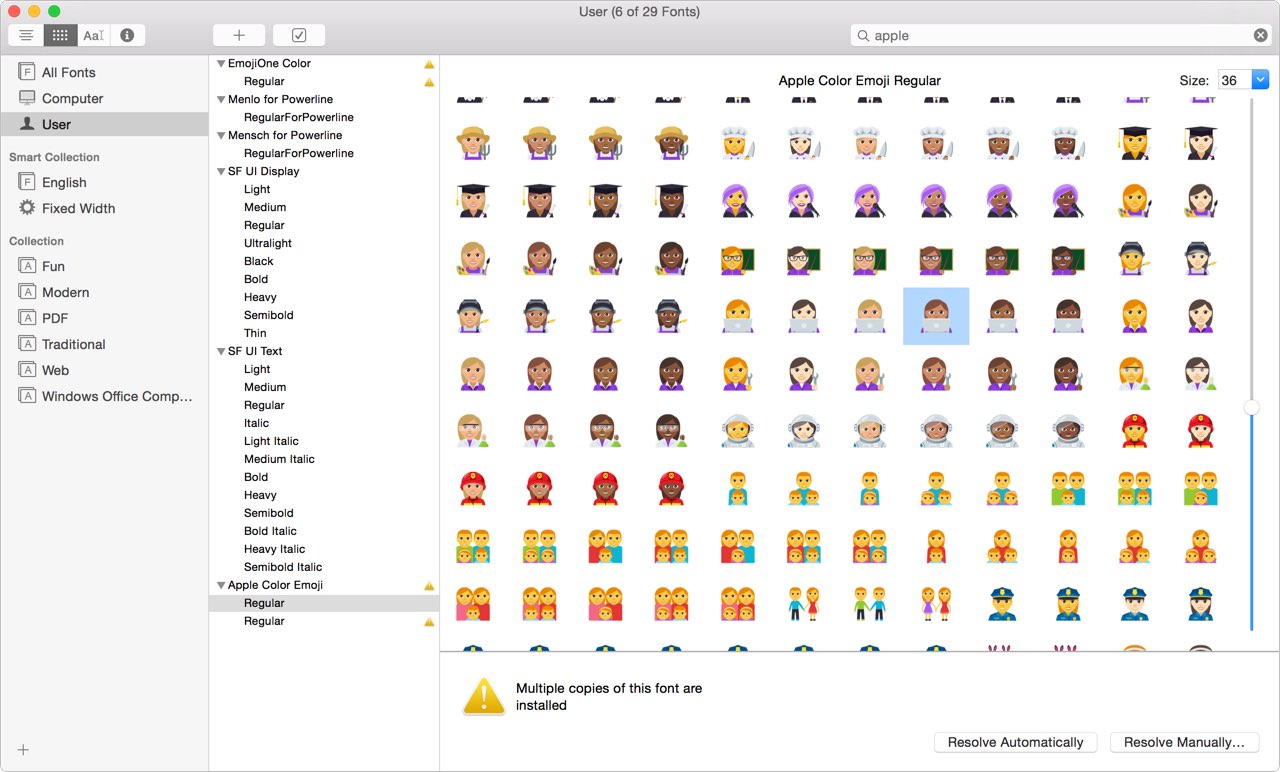 User (6 of 29 Fonts)
Aa
apple
All Fonts
Computer
User
Smart Collection
English
Fixed Width
Collection
Fun
Modern
PDF
Traditional
Web
Windows Office Comp…
EmojiOne Color
Regular
Menlo for Powerline
RegularForPowerline
Mensch for Powerline
RegularForPowerline
SF UI Display
Light
Medium
Regular
Ultralight
Black
Bold
Heavy
Semibold
Thin
SF UI Text
Light
Medium
Regular
Italic
Light Italic
Medium Italic
Bold
Heavy
Semibold
Bold Italic
Heavy Italic
Semibold Italic
Apple Color Emoji
Regular
Regular
Apple Color Emoji Regular
Size: 36
Multiple copies of this font are
installed
Resolve Automatically
Resolve Manually…